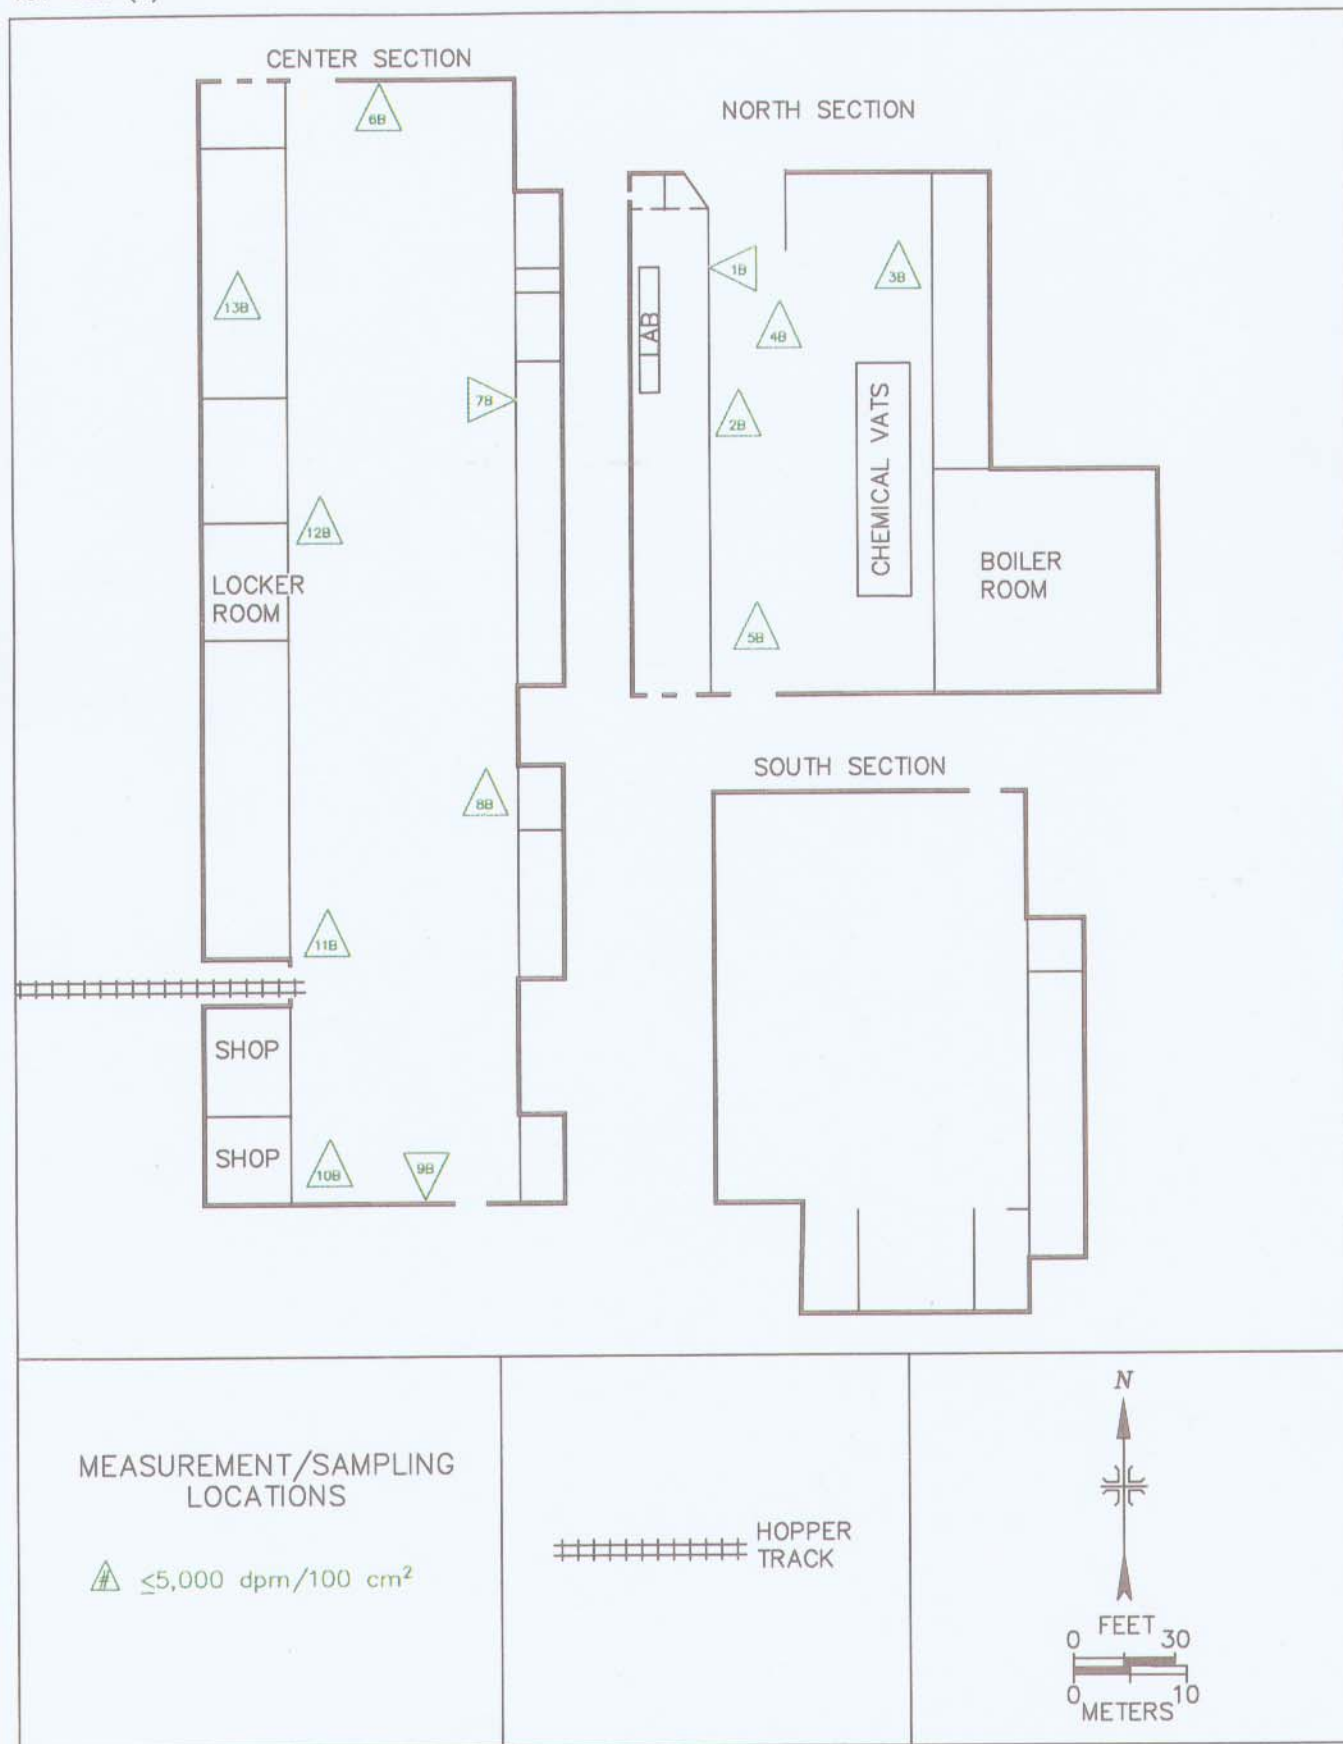 CENTER SECTION
6B
NORTH SECTION
1B
3B
13B
4B
LAB
7B
2B
CHEMICAL VATS
12B
BOILER
ROOM
LOCKER
ROOM
5B
SOUTH SECTION
8B
11B
SHOP
SHOP
10B
9B
MEASUREMENT/SAMPLING
LOCATIONS
# ≤5,000 dpm/100 cm²
HOPPER
TRACK
N
FEET
0 30
0 10
METERS